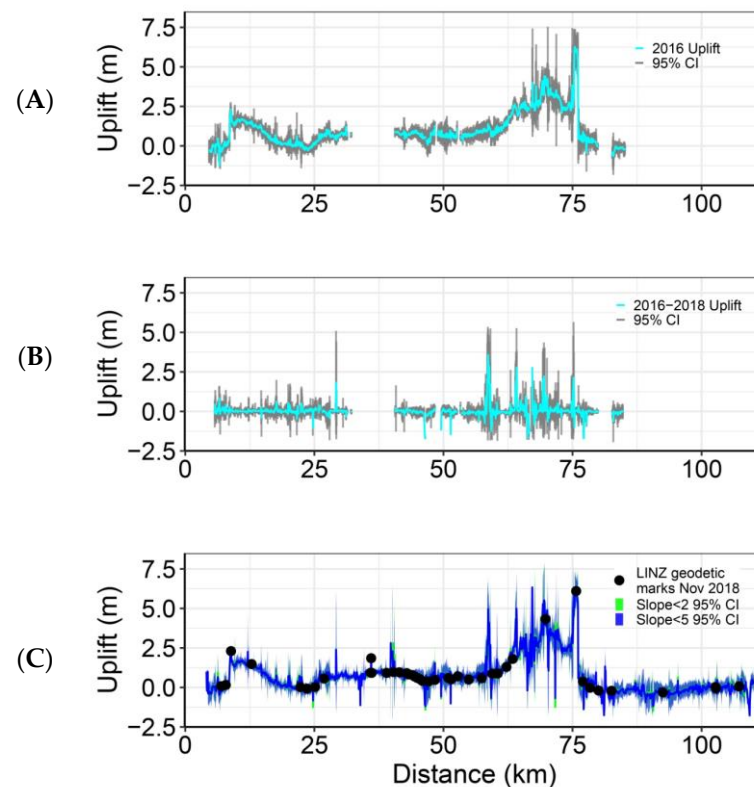 (A)
Uplift (m)
7.5
5.0
2.5
0.0
−2.5
2016 Uplift
95% CI
0 25 50 75 100
(B)
Uplift (m)
7.5
5.0
2.5
0.0
−2.5
2016−2018 Uplift
95% CI
0 25 50 75 100
(C)
Uplift (m)
7.5
5.0
2.5
0.0
−2.5
LINZ geodetic
marks Nov 2018
Slope<2 95% CI
Slope<5 95% CI
0 25 50 75 100
Distance (km)